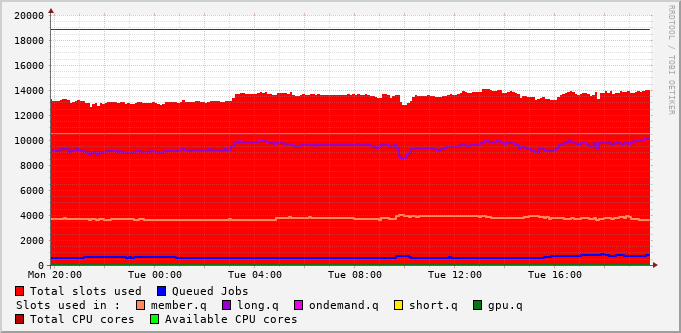 RRDTOOL / TOBI OETIKER
20000
18000
16000
14000
12000
10000
8000
6000
4000
2000
0
Mon 20:00 Tue 00:00 Tue 04:00 Tue 08:00 Tue 12:00 Tue 16:00
Total slots used Queued Jobs
Slots used in : member.q long.q ondemand.q short.q gpu.q
Total CPU cores Available CPU cores